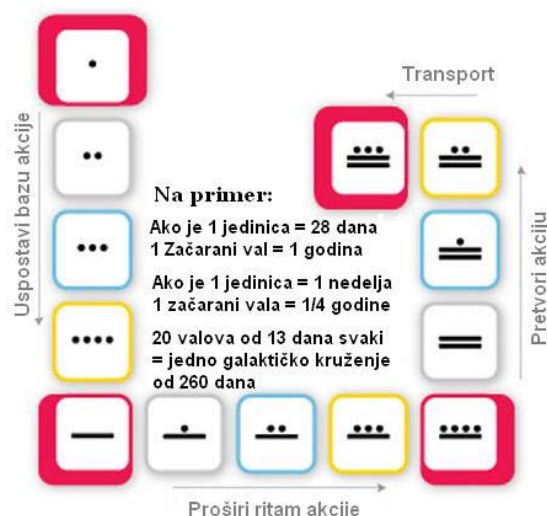 Transport
Uspostavi bazu akcije
Na primer:
Ako je 1 jedinica = 28 dana
1 Začarani val = 1 godina
Ako je 1 jedinica = 1 nedelja
1 začarani vala = 1/4 godine
20 valova od 13 dana svaki
= jedno galaktičko kruženje
od 260 dana
Pretvori akciju
Proširi ritam akcije